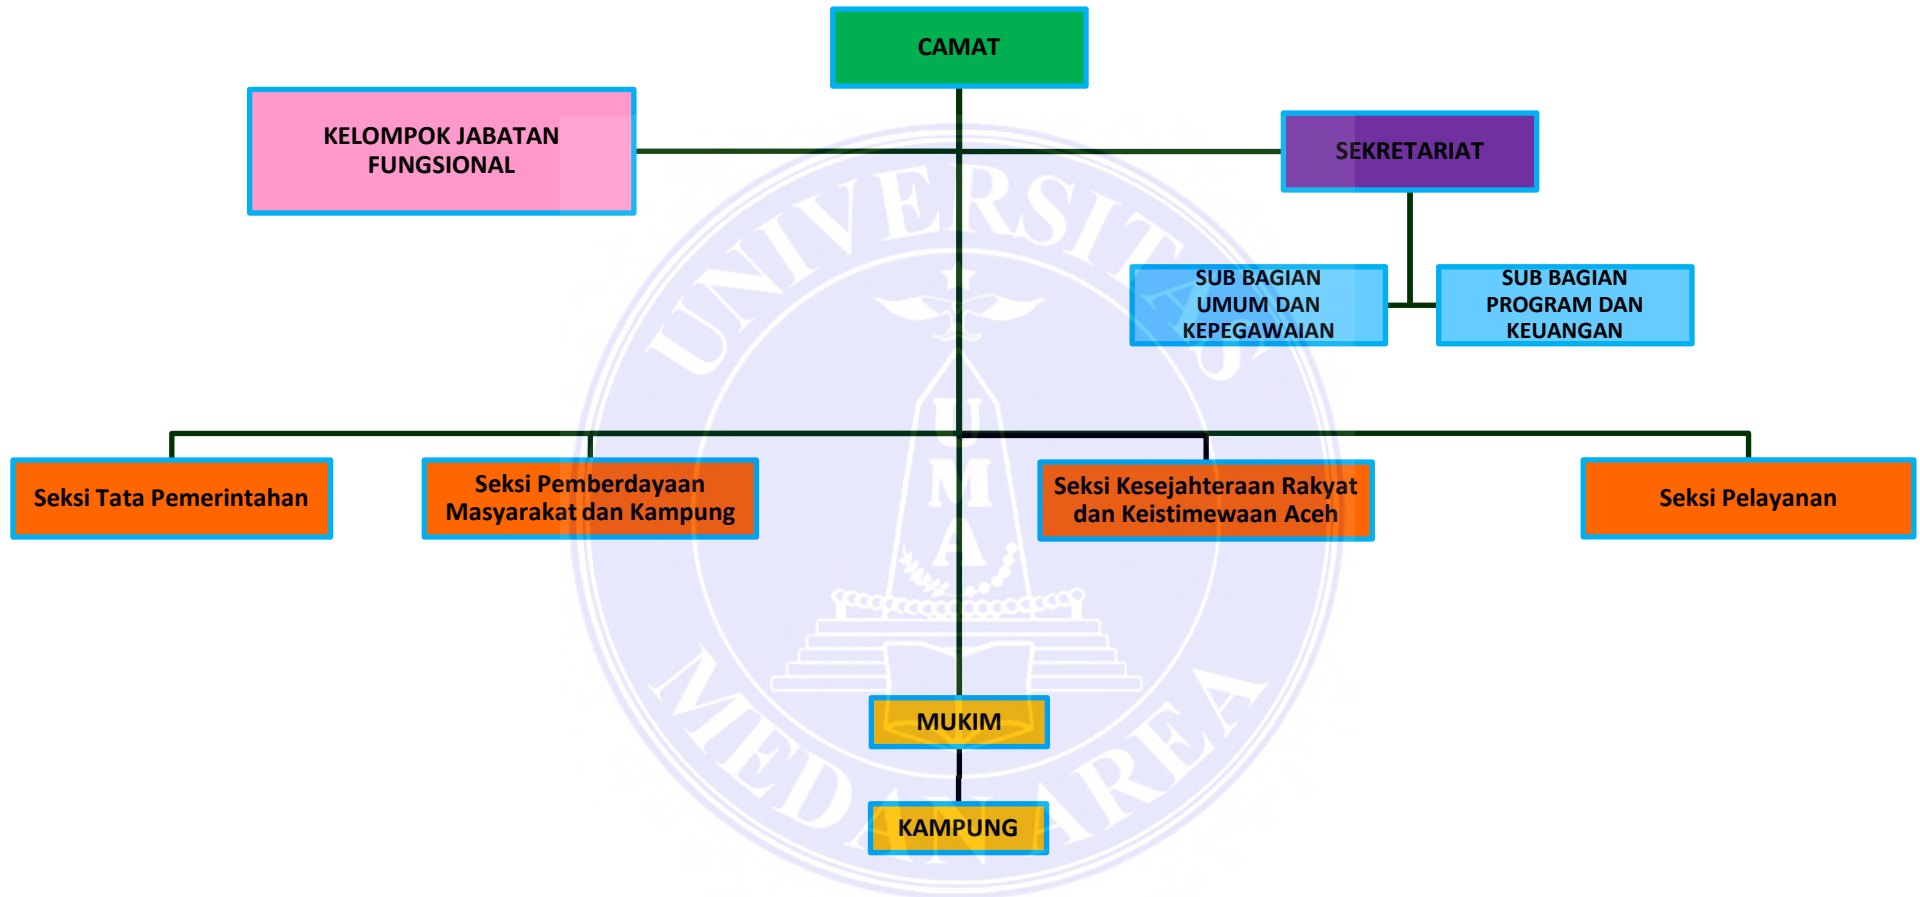 CAMAT
KELOMPOK JABATAN
FUNGSIONAL
SEKRETARIAT
SUB BAGIAN
UMUM DAN
KEPEGAWAIAN
SUB BAGIAN
PROGRAM DAN
KEUANGAN
Seksi Tata Pemerintahan
Seksi Pemberdayaan
Masyarakat dan Kampung
Seksi Kesejahteraan Rakyat
dan Keistimewaan Aceh
Seksi Pelayanan
MUKIM
KAMPUNG
UNIVERSITAS
MEDAN AREA
U
M
A